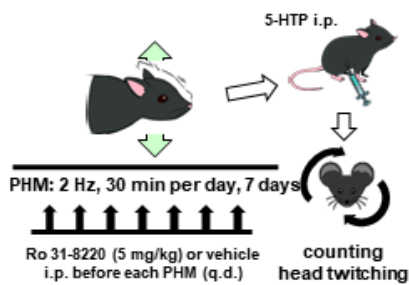 5-HTP i.p.
PHM: 2 Hz, 30 min per day, 7 days
Ro 31-8220 (5 mg/kg) or vehicle
i.p. before each PHM (q.d.)
counting
head twitching